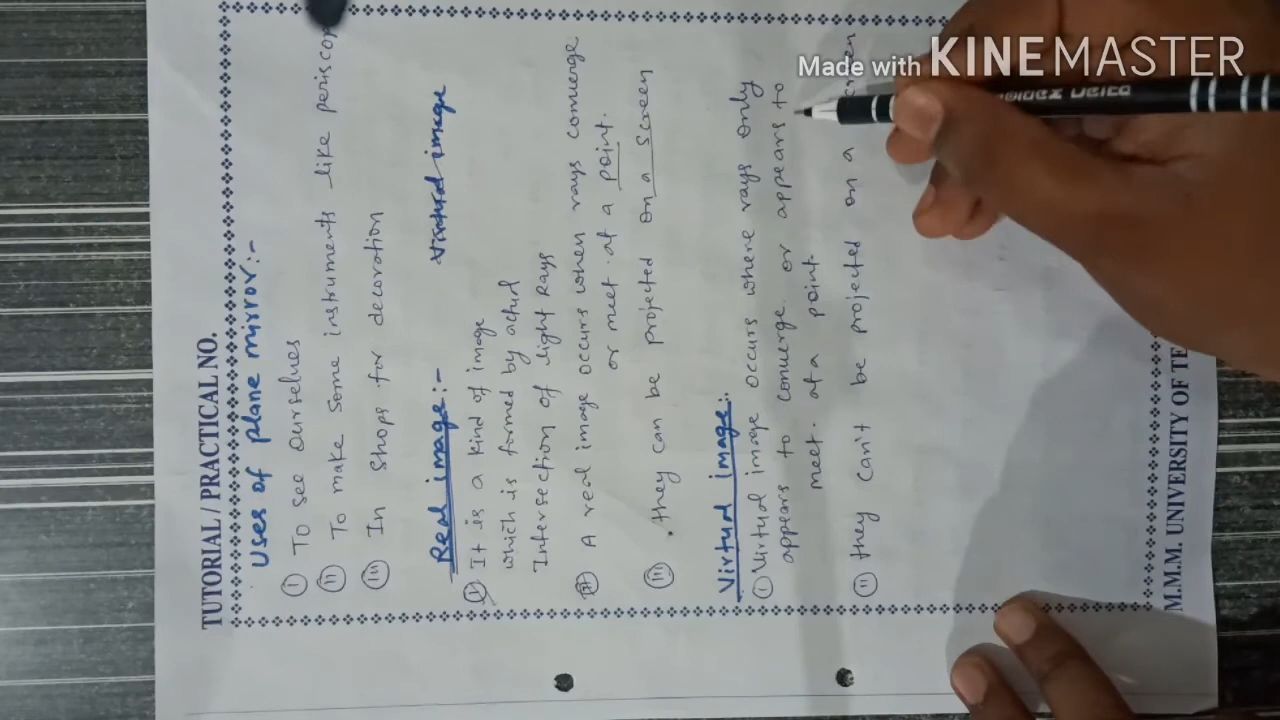 Made with KINEMASTER
TUTORIAL / PRACTICAL NO.
Uses of plane mirror:-
(i) To see ourselves
(ii) To make some instruments like periscop
(iii) In shops for decoration
Real image:- virtual image
(i) It is a kind of image
which is formed by actual
Intersection of light Rays
(ii) A real image occurs when rays converge
or meet at a point.
(iii) they can be projected on a screen
Virtual image:
(i) Virtual image occurs where rays only
appears to converge or appears to
meet at a point
(ii) they can't be projected on a
M.M.M. UNIVERSITY OF TE